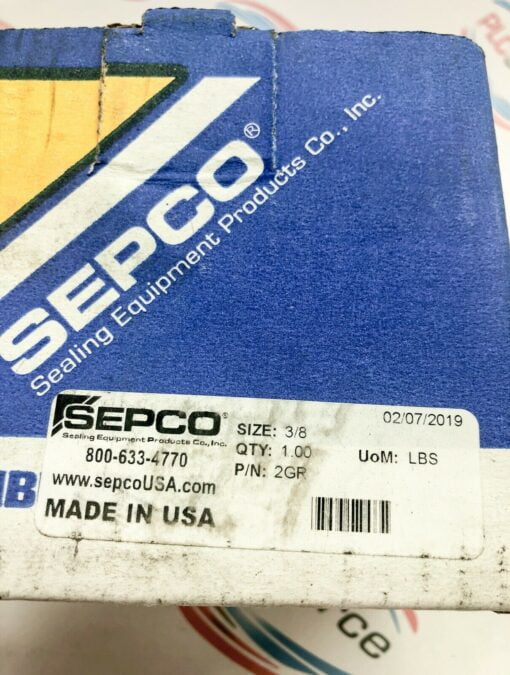 SEPCO®
Sealing Equipment Products Co., Inc.
SEPCO®
Sealing Equipment Products Co., Inc.
800-633-4770
www.sepcoUSA.com
MADE IN USA
SIZE: 3/8
QTY: 1.00
P/N: 2GR
02/07/2019
UoM: LBS